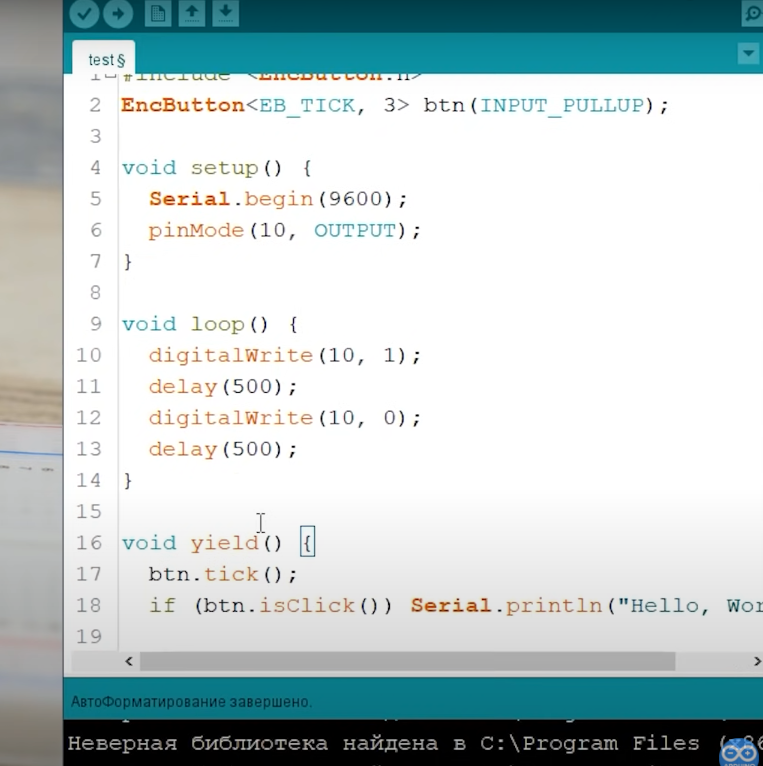 test §
1 #include <EncButton.h>
2 EncButton<EB_TICK, 3> btn(INPUT_PULLUP);
3
4 void setup() {
5 Serial.begin(9600);
6 pinMode(10, OUTPUT);
7 }
8
9 void loop() {
10 digitalWrite(10, 1);
11 delay(500);
12 digitalWrite(10, 0);
13 delay(500);
14 }
15
16 void yield() {
17 btn.tick();
18 if (btn.isClick()) Serial.println("Hello, Wor
19
АвтоФорматирование завершено.
Неверная библиотека найдена в C:\Program Files